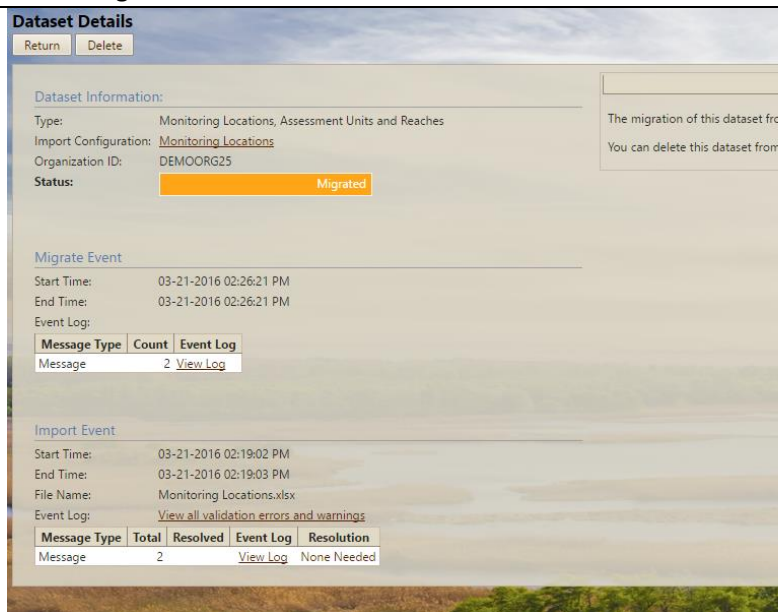 Dataset Details
Return Delete
Dataset Information:
Type: Monitoring Locations, Assessment Units and Reaches
Import Configuration: Monitoring Locations
Organization ID: DEMOORG25
Status: Migrated
The migration of this dataset
You can delete this dataset from
Migrate Event
Start Time: 03-21-2016 02:26:21 PM
End Time: 03-21-2016 02:26:21 PM
Event Log:
Message Type Count Event Log
Message 2 View Log
Import Event
Start Time: 03-21-2016 02:19:02 PM
End Time: 03-21-2016 02:19:03 PM
File Name: Monitoring Locations.xlsx
Event Log: View all validation errors and warnings
Message Type Total Resolved Event Log Resolution
Message 2 View Log None Needed